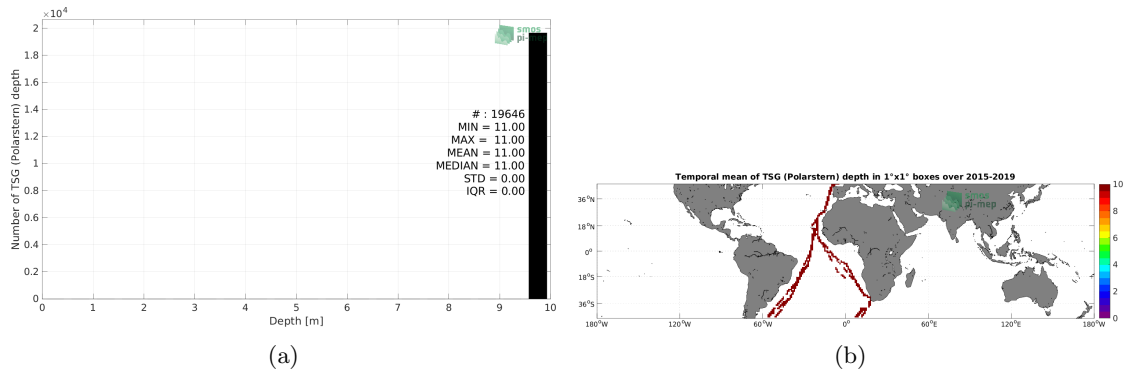 ×10⁴
2
1.8
1.6
1.4
1.2
1
0.8
0.6
0.4
0.2
0
Number of TSG (Polarstern) depth
smos
pi-mep
# : 19646
MIN = 11.00
MAX = 11.00
MEAN = 11.00
MEDIAN = 11.00
STD = 0.00
IQR = 0.00
0 1 2 3 4 5 6 7 8 9 10
Depth [m]
(a)
Temporal mean of TSG (Polarstern) depth in 1°x1° boxes over 2015-2019
smos
pi-mep
36°N
18°N
0°
18°S
36°S
180°W 120°W 60°W 0° 60°E 120°E 180°W
10
8
6
4
2
0
(b)